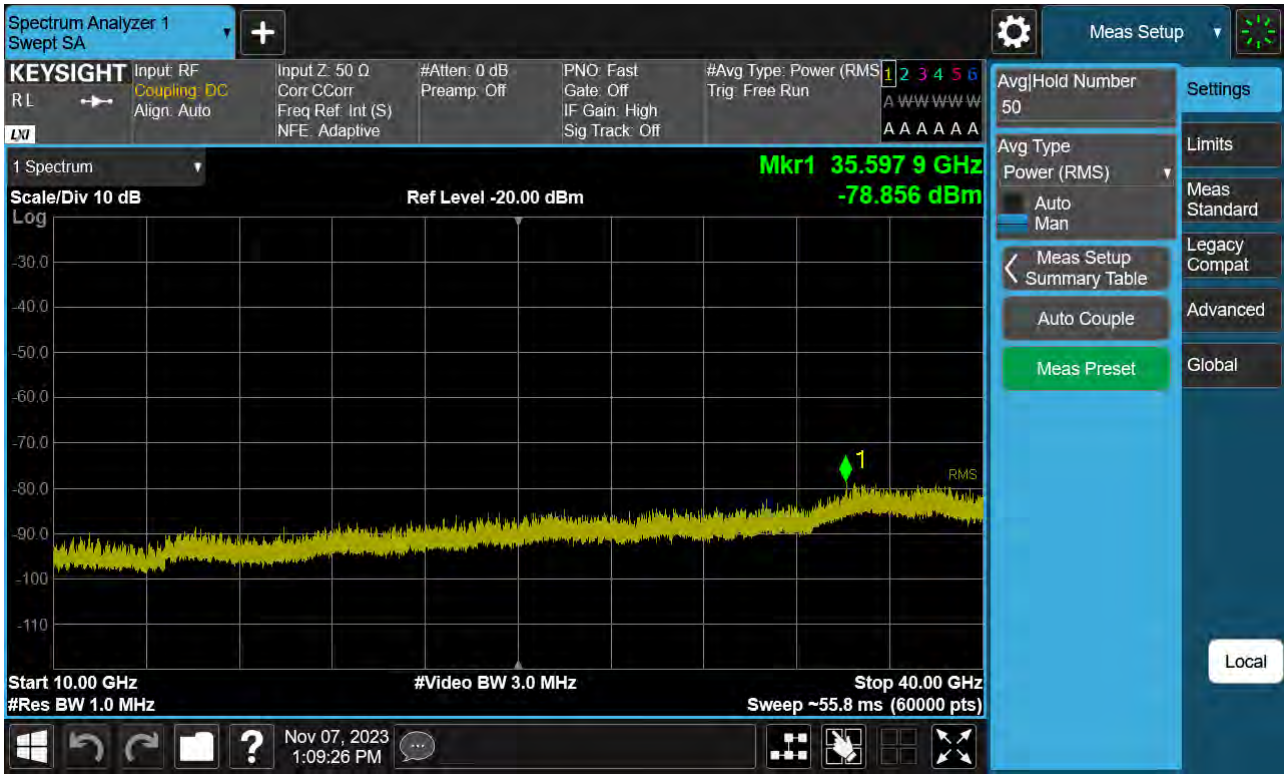 Spectrum Analyzer 1
Swept SA
Meas Setup
KEYSIGHT
R L
LXI
Input: RF
Coupling: DC
Align: Auto
Input Z: 50 Ω
Corr CCorr
Freq Ref: Int (S)
NFE: Adaptive
#Atten: 0 dB
Preamp: Off
PNO: Fast
Gate: Off
IF Gain: High
Sig Track: Off
#Avg Type: Power (RMS
Trig: Free Run
1 2 3 4 5 6
A W W W W W
A A A A A A
1 Spectrum
Scale/Div 10 dB
Ref Level -20.00 dBm
Mkr1 35.597 9 GHz
-78.856 dBm
Log
-30.0
-40.0
-50.0
-60.0
-70.0
-80.0
-90.0
-100
-110
1
RMS
Start 10.00 GHz
#Video BW 3.0 MHz
Stop 40.00 GHz
#Res BW 1.0 MHz
Sweep ~55.8 ms (60000 pts)
Avg|Hold Number
50
Avg Type
Power (RMS)
Auto
Man
Meas Setup
Summary Table
Auto Couple
Meas Preset
Settings
Limits
Meas
Standard
Legacy
Compat
Advanced
Global
Local
?
Nov 07, 2023
1:09:26 PM